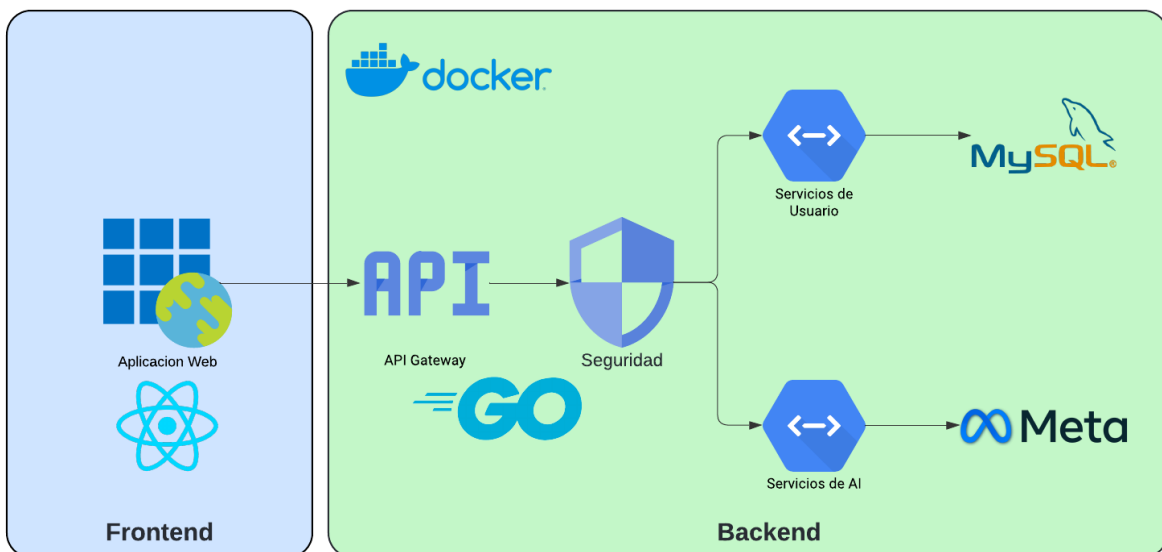 docker
MySQL
Servicios de
Usuario
API
Aplicacion Web
API Gateway
Seguridad
GO
Meta
Servicios de AI
Frontend
Backend